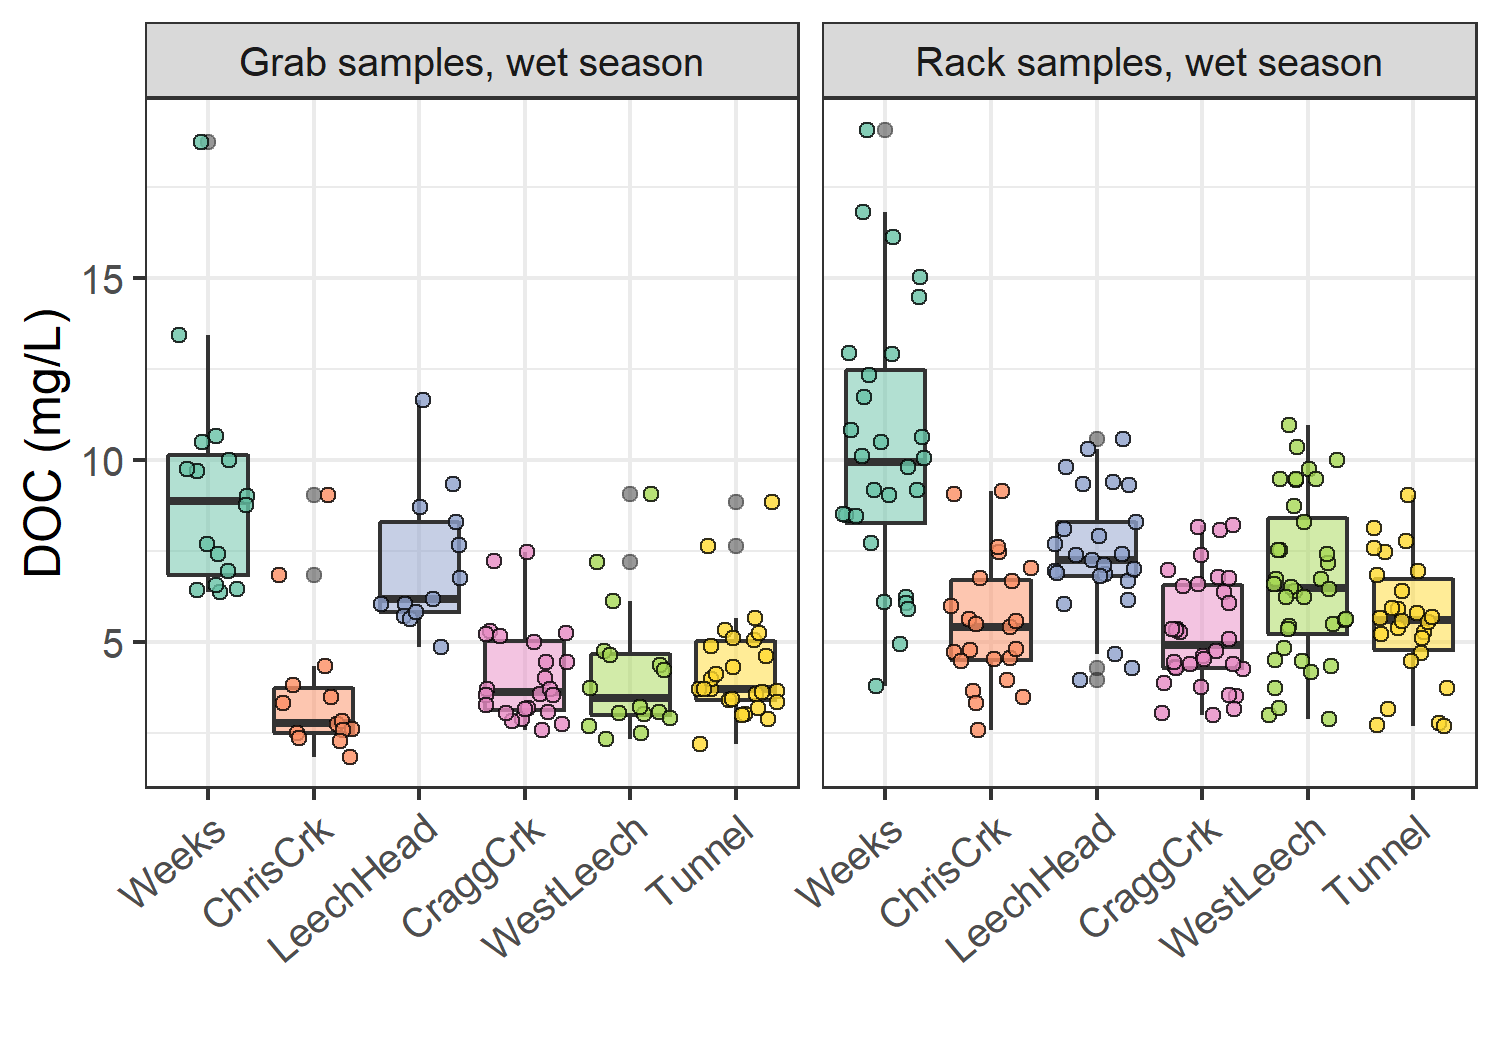 Grab samples, wet season
Rack samples, wet season
DOC (mg/L)
15
10
5
Weeks
ChrisCrk
LeechHead
CraggCrk
WestLeech
Tunnel
Weeks
ChrisCrk
LeechHead
CraggCrk
WestLeech
Tunnel